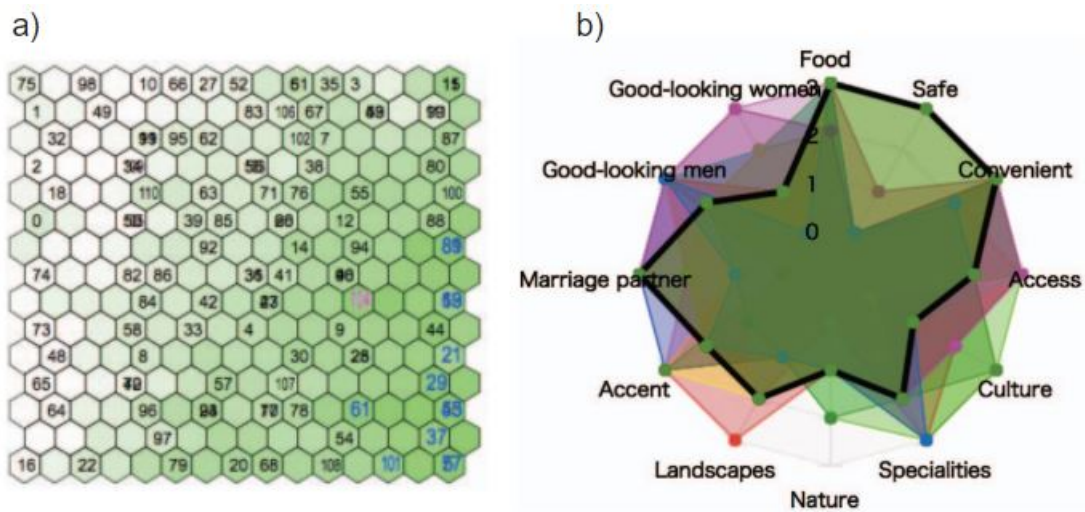 a)
b)
75 98 10 66 27 52 35 3
1 49 83 106 67
32 95 62 102 7 87
2 38 80
18 110 63 71 76 55 100
0 39 85 12 88
92 14 94
74 82 86 41
84 42
73 58 33 4 9 44
48 8 30 21
65 57 107 29
64 96 78 61
97 54 37
16 22 79 20 68 108 101
Food
Good-looking women 3 Safe
2
Good-looking men Convenient
1
0
Marriage partner Access
Accent Culture
Landscapes Specialities
Nature